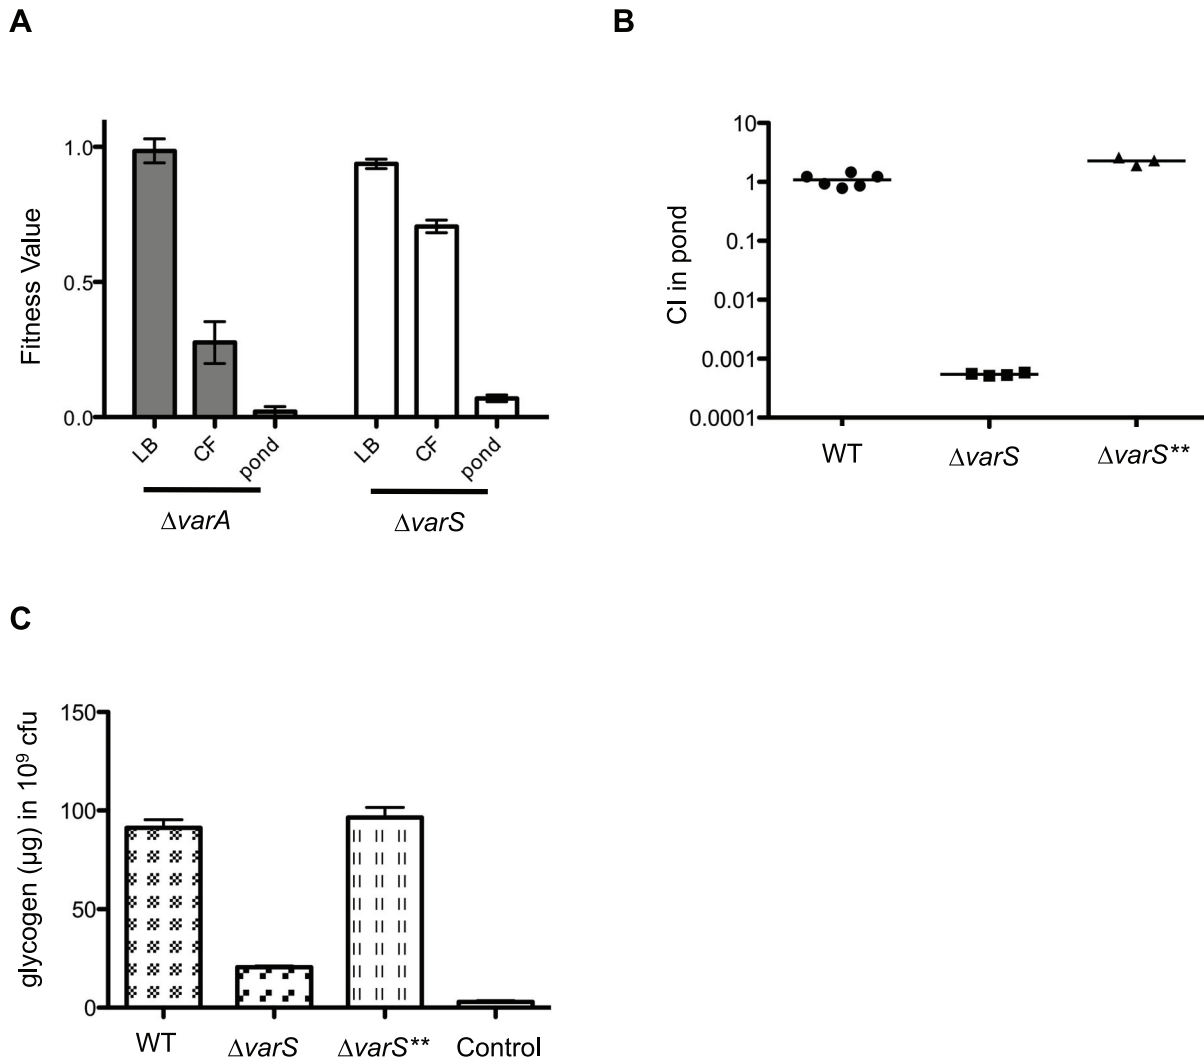 A
Fitness Value
1.0
0.5
0.0
LB
CF
pond
LB
CF
pond
ΔvarA
ΔvarS
B
CI in pond
10
1
0.1
0.01
0.001
0.0001
WT
ΔvarS
ΔvarS**
C
glycogen (µg) in 10⁹ cfu
150
100
50
0
WT
ΔvarS
ΔvarS**
Control